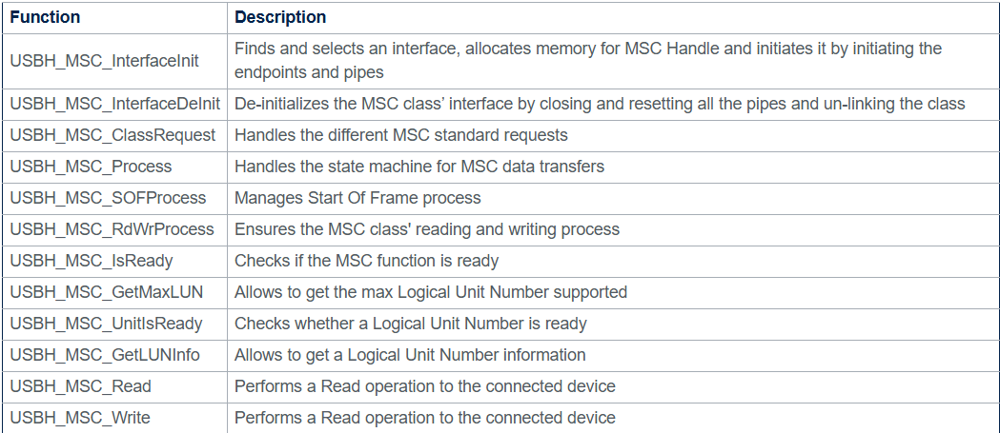 Function Description
USBH_MSC_InterfaceInit Finds and selects an interface, allocates memory for MSC Handle and initiates it by initiating the
endpoints and pipes
USBH_MSC_InterfaceDeInit De-initializes the MSC class’ interface by closing and resetting all the pipes and un-linking the class
USBH_MSC_ClassRequest Handles the different MSC standard requests
USBH_MSC_Process Handles the state machine for MSC data transfers
USBH_MSC_SOFProcess Manages Start Of Frame process
USBH_MSC_RdWrProcess Ensures the MSC class' reading and writing process
USBH_MSC_IsReady Checks if the MSC function is ready
USBH_MSC_GetMaxLUN Allows to get the max Logical Unit Number supported
USBH_MSC_UnitIsReady Checks whether a Logical Unit Number is ready
USBH_MSC_GetLUNInfo Allows to get a Logical Unit Number information
USBH_MSC_Read Performs a Read operation to the connected device
USBH_MSC_Write Performs a Read operation to the connected device